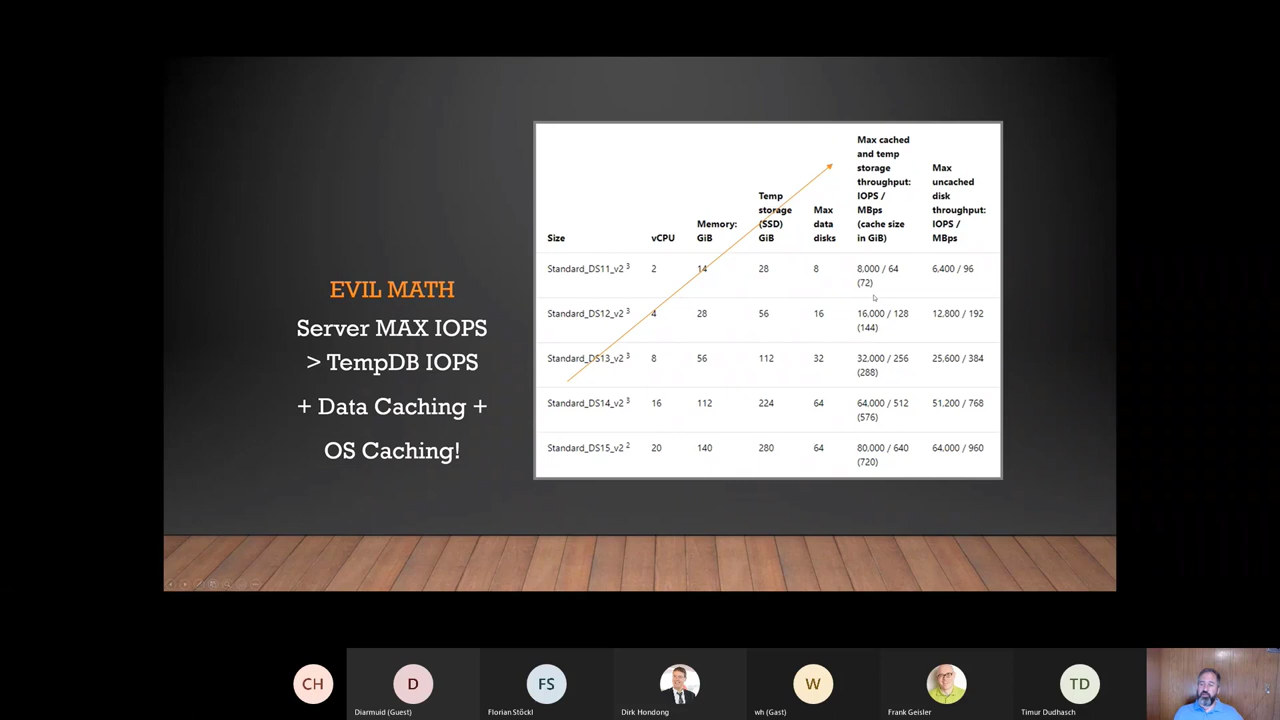 EVIL MATH
Server MAX IOPS
> TempDB IOPS
+ Data Caching +
OS Caching!
Size vCPU Memory: GiB Temp storage (SSD) GiB Max data disks Max cached and temp storage throughput: IOPS / MBps (cache size in GiB) Max uncached disk throughput: IOPS / MBps
Standard_DS11_v2 3 2 14 28 8 8,000 / 64 (72) 6,400 / 96
Standard_DS12_v2 3 4 28 56 16 16,000 / 128 (144) 12,800 / 192
Standard_DS13_v2 3 8 56 112 32 32,000 / 256 (288) 25,600 / 384
Standard_DS14_v2 3 16 112 224 64 64,000 / 512 (576) 51,200 / 768
Standard_DS15_v2 2 20 140 280 64 80,000 / 640 (720) 64,000 / 960
CH D FS W TD
Diarmuid (Guest) Florian Stöckl Dirk Hondong wh (Gast) Frank Geisler Timur Dudhasch